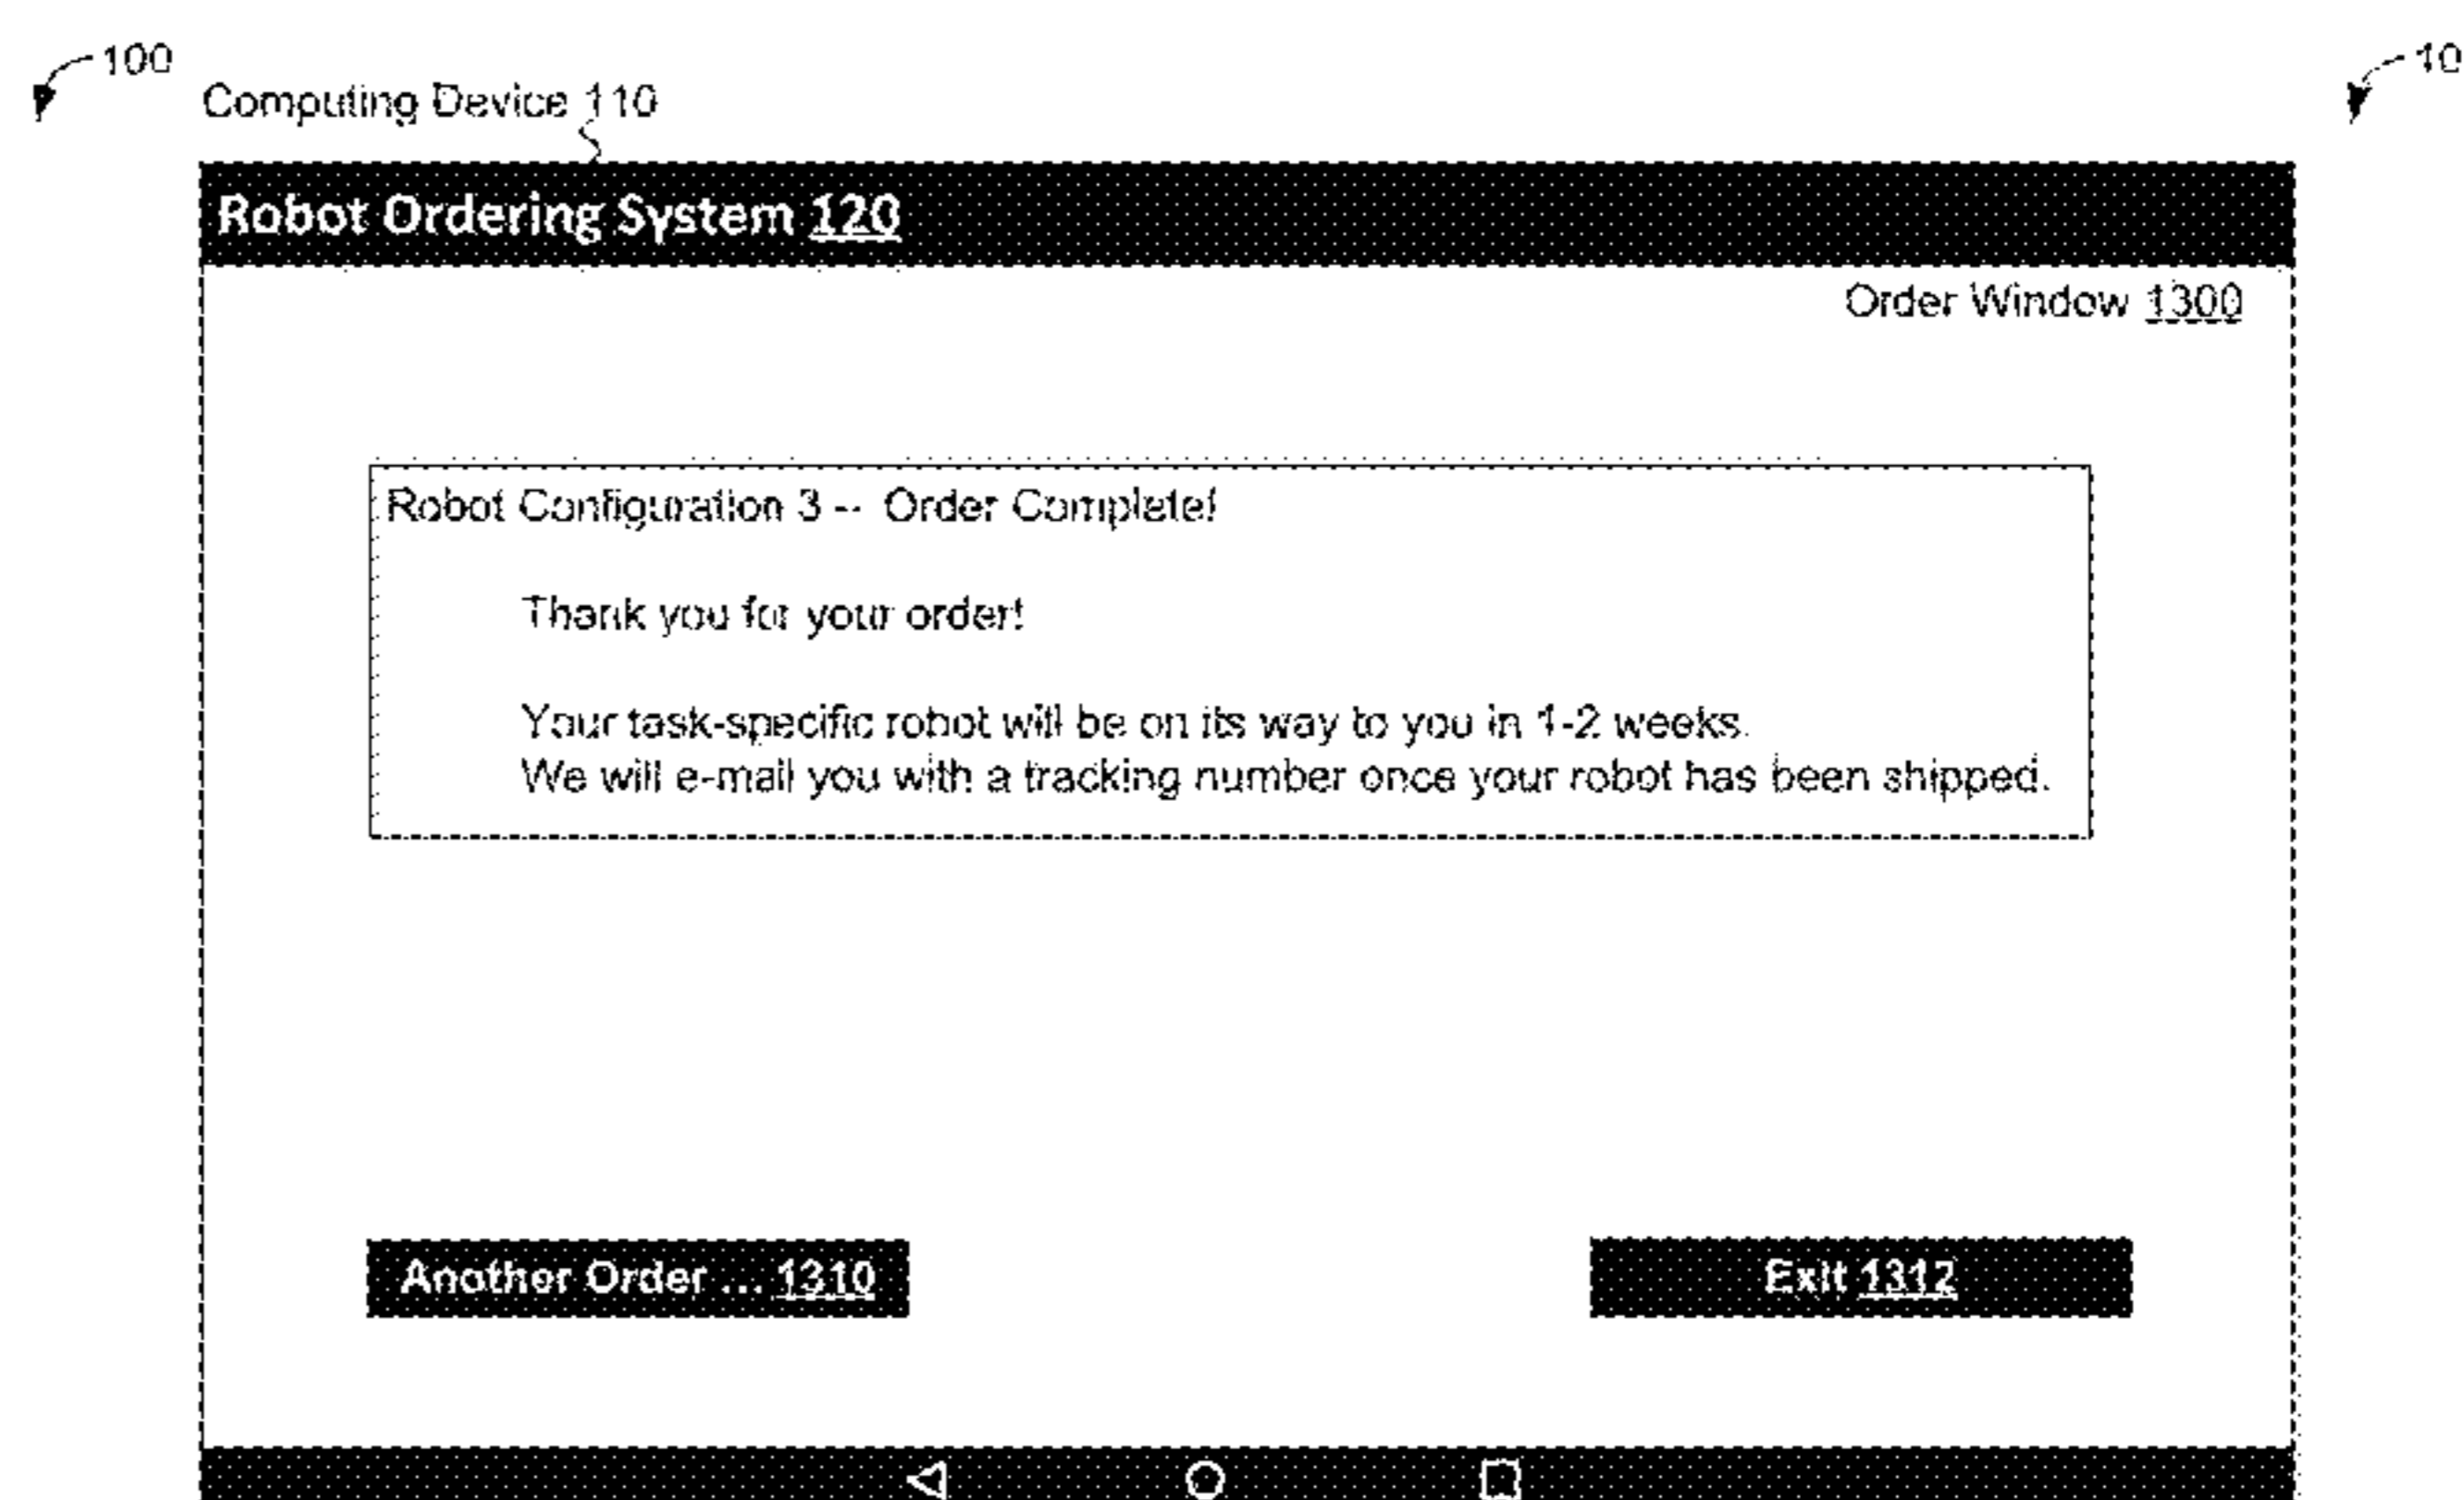 100
Computing Device 110
10
Robot Ordering System 120
Order Window 1300
Robot Configuration 3 -- Order Complete!
Thank you for your order!
Your task-specific robot will be on its way to you in 1-2 weeks.
We will e-mail you with a tracking number once your robot has been shipped.
Another Order ... 1310
Exit 1312